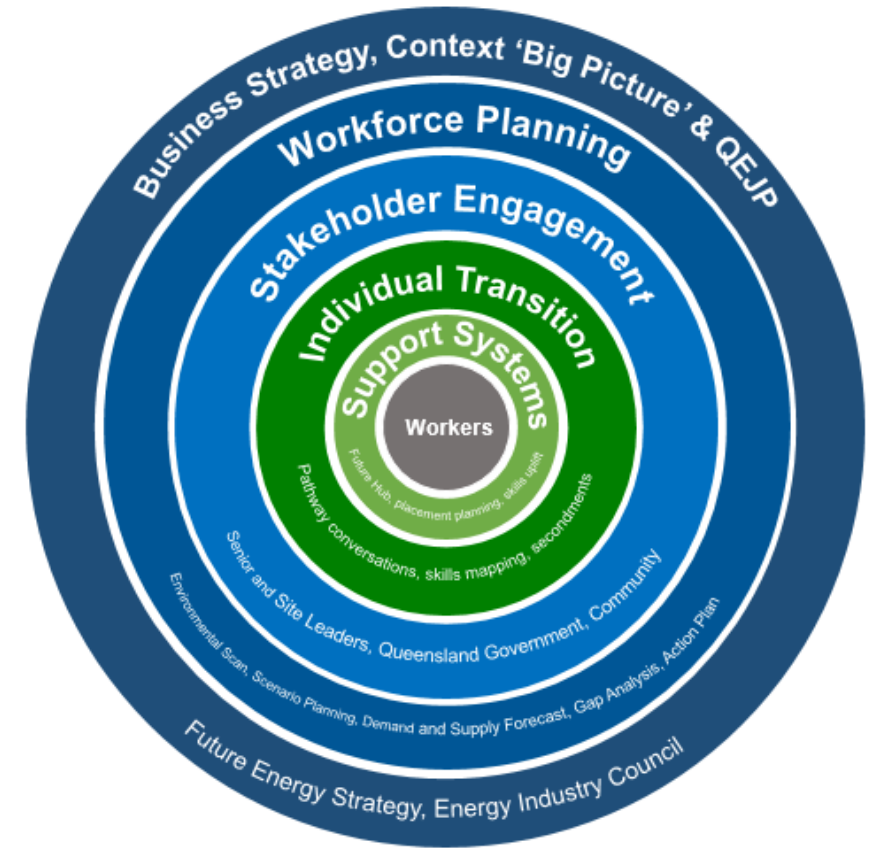 Business Strategy, Context ‘Big Picture’ & QEJP
Workforce Planning
Stakeholder Engagement
Individual Transition
Support Systems
Workers
Future Hub, placement planning, skills uplift
Pathway conversations, skills mapping, secondments
Senior and Site Leaders, Queensland Government, Community
Environmental Scan, Scenario Planning, Demand and Supply Forecast, Gap Analysis, Action Plan
Future Energy Strategy, Energy Industry Council